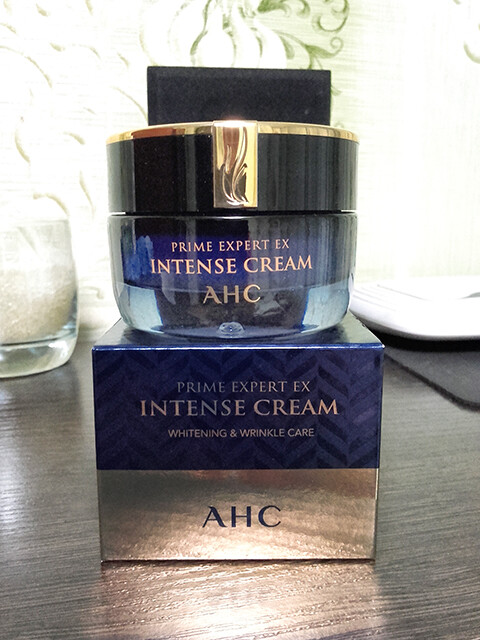 PRIME EXPERT EX
INTENSE CREAM
AHC
PRIME EXPERT EX
INTENSE CREAM
WHITENING & WRINKLE CARE
AHC